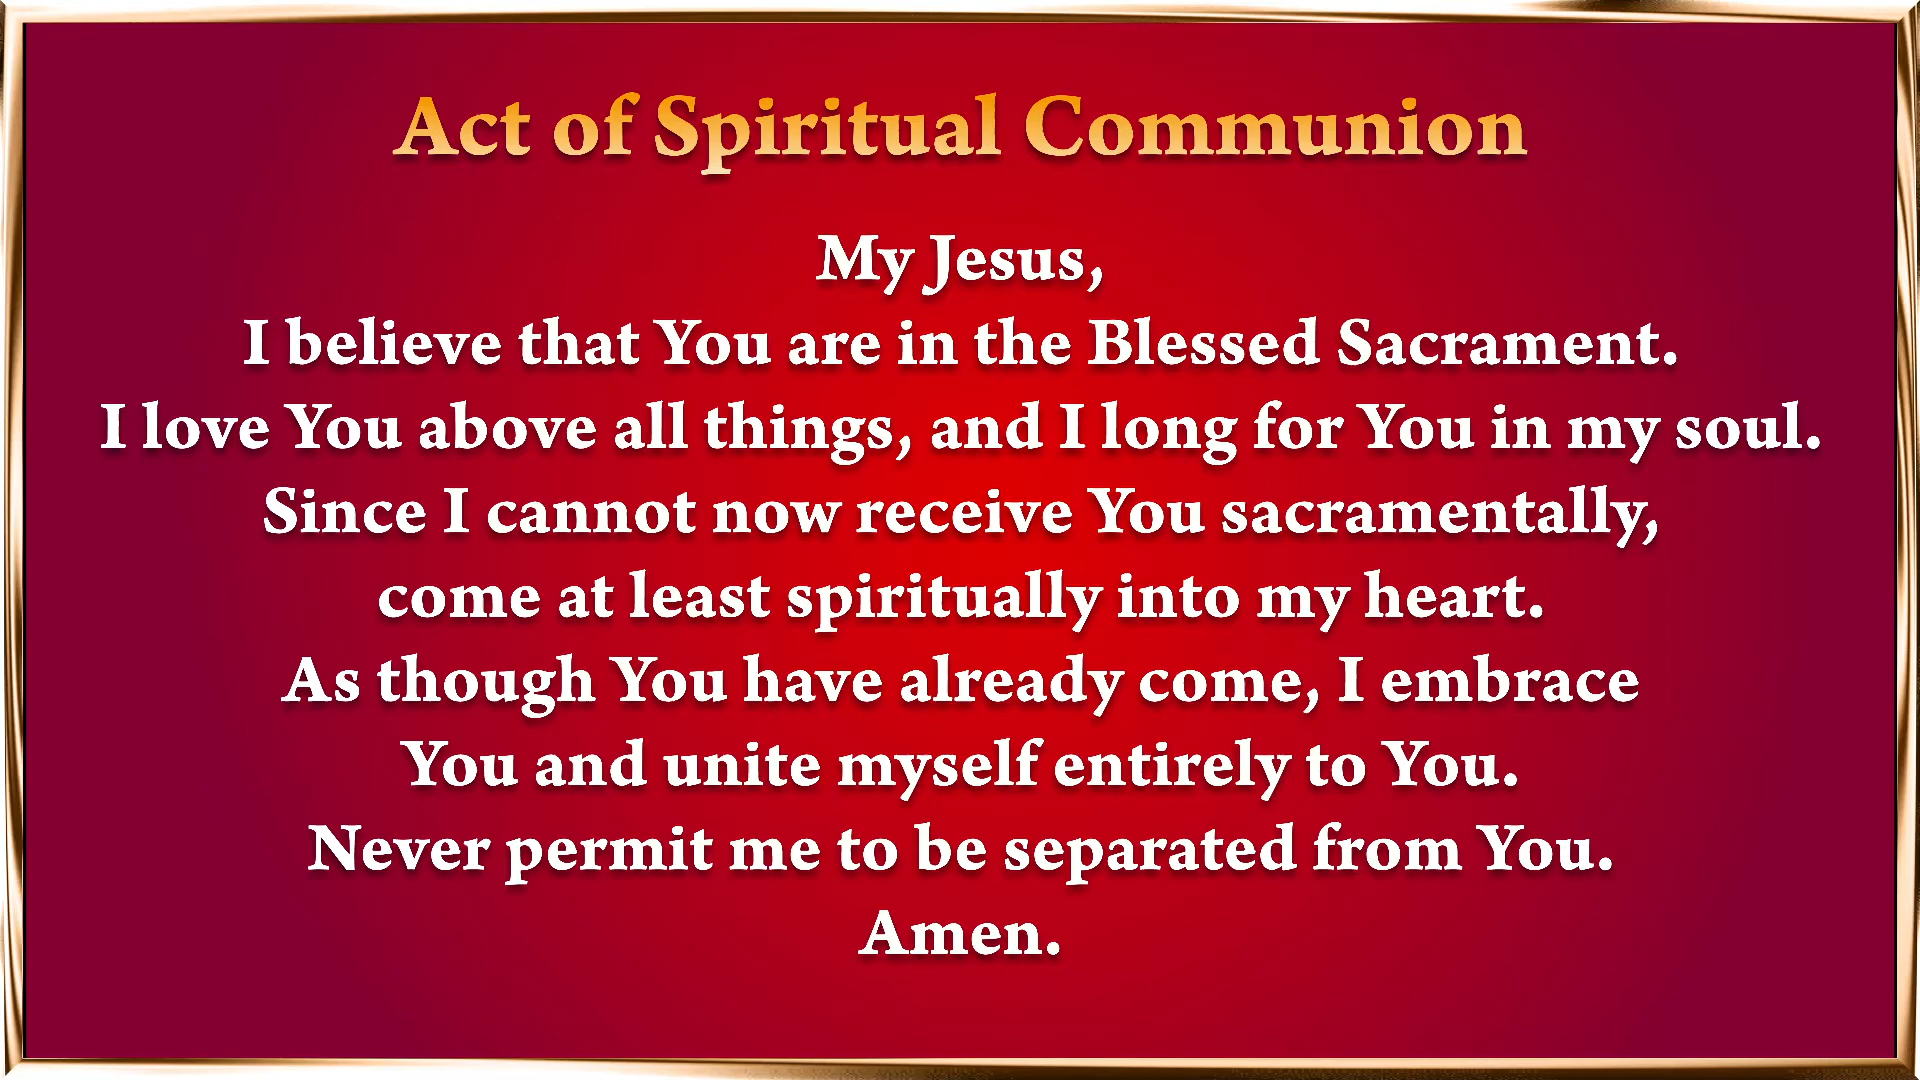 Act of Spiritual Communion
My Jesus,
I believe that You are in the Blessed Sacrament.
I love You above all things, and I long for You in my soul.
Since I cannot now receive You sacramentally,
come at least spiritually into my heart.
As though You have already come, I embrace
You and unite myself entirely to You.
Never permit me to be separated from You.
Amen.